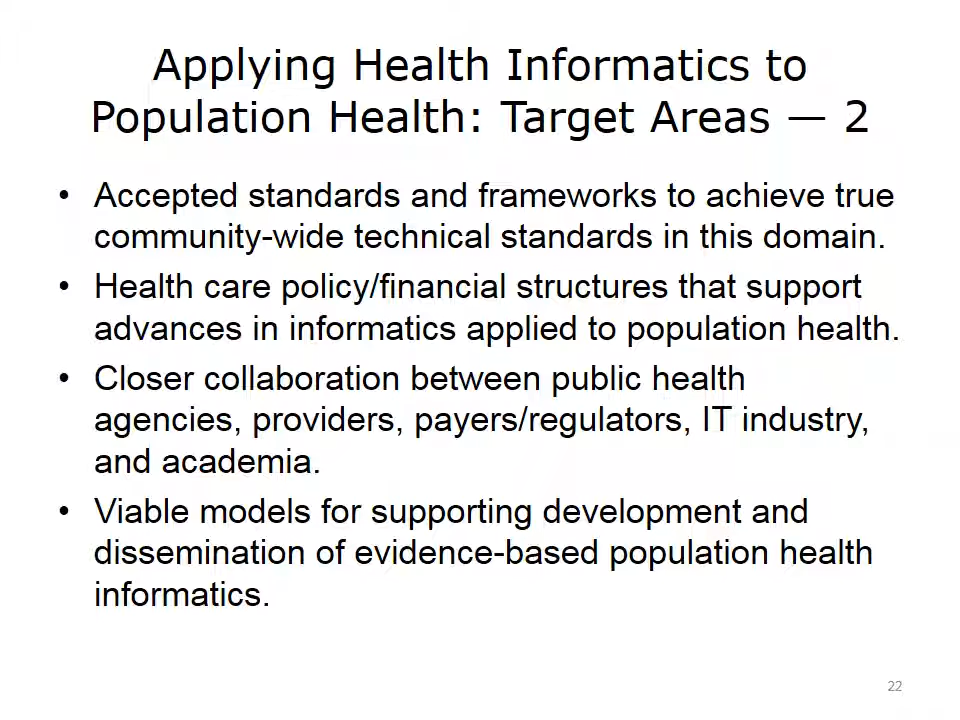 Applying Health Informatics to
Population Health: Target Areas — 2
• Accepted standards and frameworks to achieve true
community-wide technical standards in this domain.
• Health care policy/financial structures that support
advances in informatics applied to population health.
• Closer collaboration between public health
agencies, providers, payers/regulators, IT industry,
and academia.
• Viable models for supporting development and
dissemination of evidence-based population health
informatics.
22